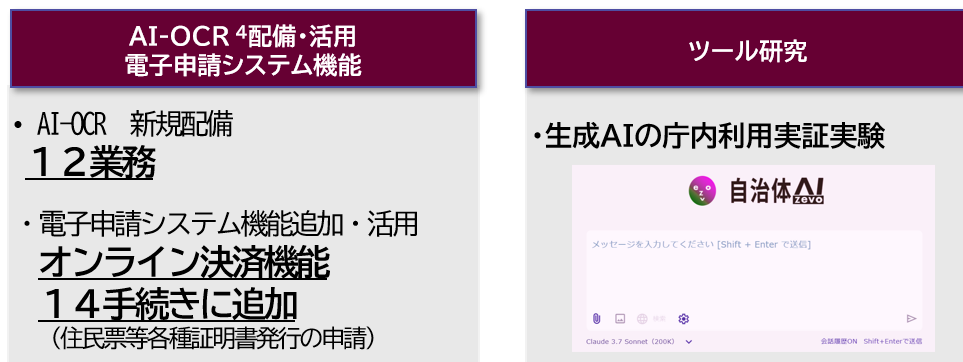 AI-OCR 4配備・活用
電子申請システム機能
・ AI-OCR　新規配備
１２業務
・電子申請システム機能追加・活用
オンライン決済機能
１４手続きに追加
（住民票等各種証明書発行の申請）
ツール研究
・生成AIの庁内利用実証実験
自治体AI
zevo
メッセージを入力してください [Shift + Enter で送信]
検索
Claude 3.7 Sonnet (200K)
会話履歴ON Shift+Enterで送信